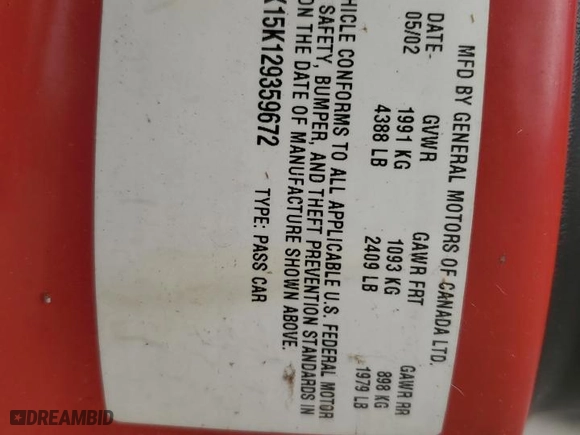 MFD BY GENERAL MOTORS OF CANADA LTD.
DATE- GVWR GAWR FRT GAWR RR
05/02 1991 KG 1093 KG 898 KG
4388 LB 2409 LB 1979 LB
HICLE CONFORMS TO ALL APPLICABLE U.S. FEDERAL MOTOR
SAFETY, BUMPER, AND THEFT PREVENTION STANDARDS IN
ON THE DATE OF MANUFACTURE SHOWN ABOVE.
X15K129359672 TYPE: PASS CAR
DREAMBID